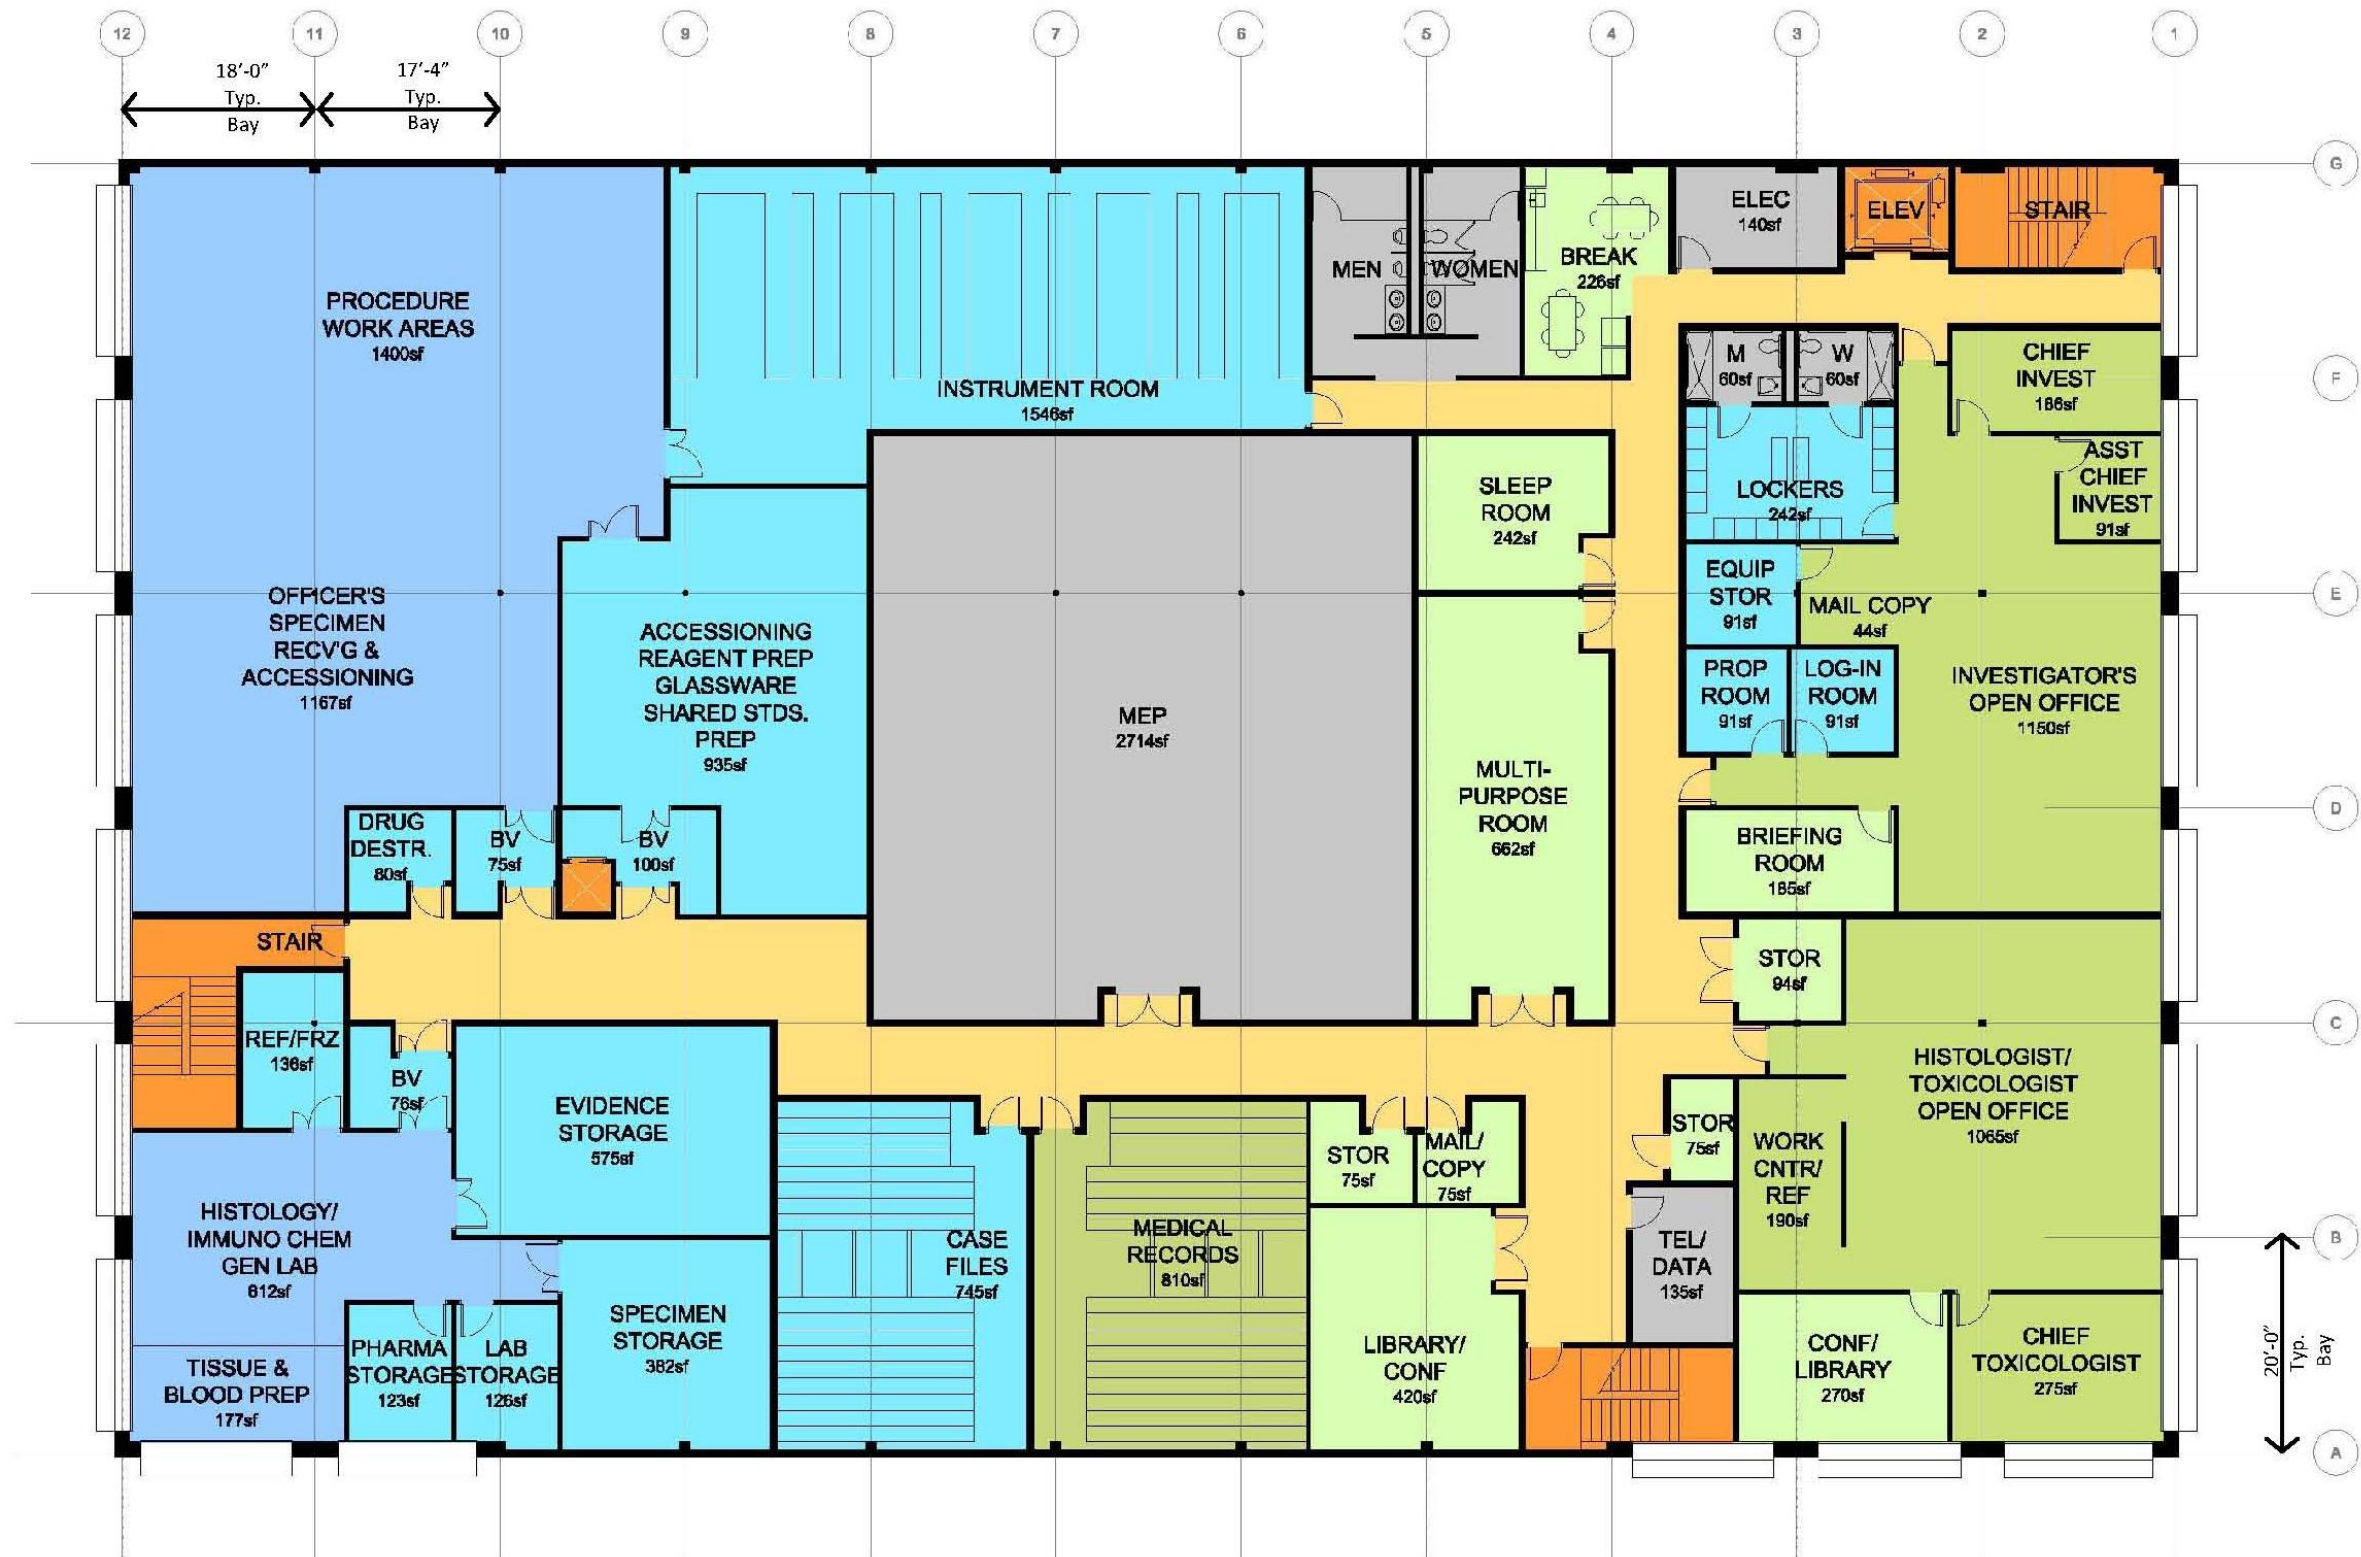 12 11 10 9 8 7 6 5 4 3 2 1
18'-0"
Typ.
Bay
17'-4"
Typ.
Bay
G
F
E
D
C
B
A
20'-0"
Typ.
Bay
PROCEDURE
WORK AREAS
1400sf
INSTRUMENT ROOM
1546sf
MEN
WOMEN
BREAK
226sf
ELEC
140sf
ELEV
STAIR
M
60sf
W
60sf
CHIEF
INVEST
186sf
ASST
CHIEF
INVEST
91sf
LOCKERS
242sf
SLEEP
ROOM
242sf
EQUIP
STOR
91sf
MAIL COPY
44sf
OFFICER'S
SPECIMEN
RECV'G &
ACCESSIONING
1167sf
ACCESSIONING
REAGENT PREP
GLASSWARE
SHARED STDS.
PREP
935sf
MEP
2714sf
PROP
ROOM
91sf
LOG-IN
ROOM
91sf
INVESTIGATOR'S
OPEN OFFICE
1150sf
MULTI-
PURPOSE
ROOM
662sf
DRUG
DESTR.
80sf
BV
75sf
BV
100sf
BRIEFING
ROOM
185sf
STAIR
STOR
94sf
REF/FRZ
136sf
BV
76sf
EVIDENCE
STORAGE
575sf
HISTOLOGIST/
TOXICOLOGIST
OPEN OFFICE
1065sf
STOR
75sf
MAIL/
COPY
75sf
STOR
75sf
WORK
CNTR/
REF
190sf
HISTOLOGY/
IMMUNO CHEM
GEN LAB
612sf
CASE
FILES
745sf
MEDICAL
RECORDS
810sf
TEL/
DATA
135sf
SPECIMEN
STORAGE
382sf
LIBRARY/
CONF
420sf
TISSUE &
BLOOD PREP
177sf
PHARMA
STORAGE
123sf
LAB
STORAGE
126sf
CONF/
LIBRARY
270sf
CHIEF
TOXICOLOGIST
275sf